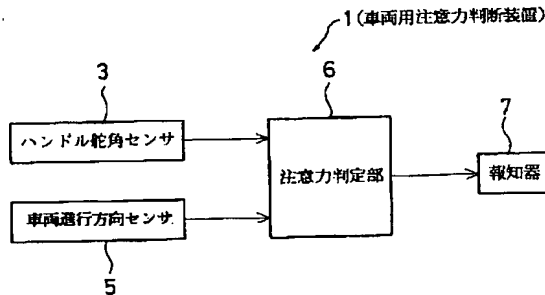 1(車両用注意力判断装置)
3
6
7
ハンドル舵角センサ
注意力判定部
報知器
車両進行方向センサ
5